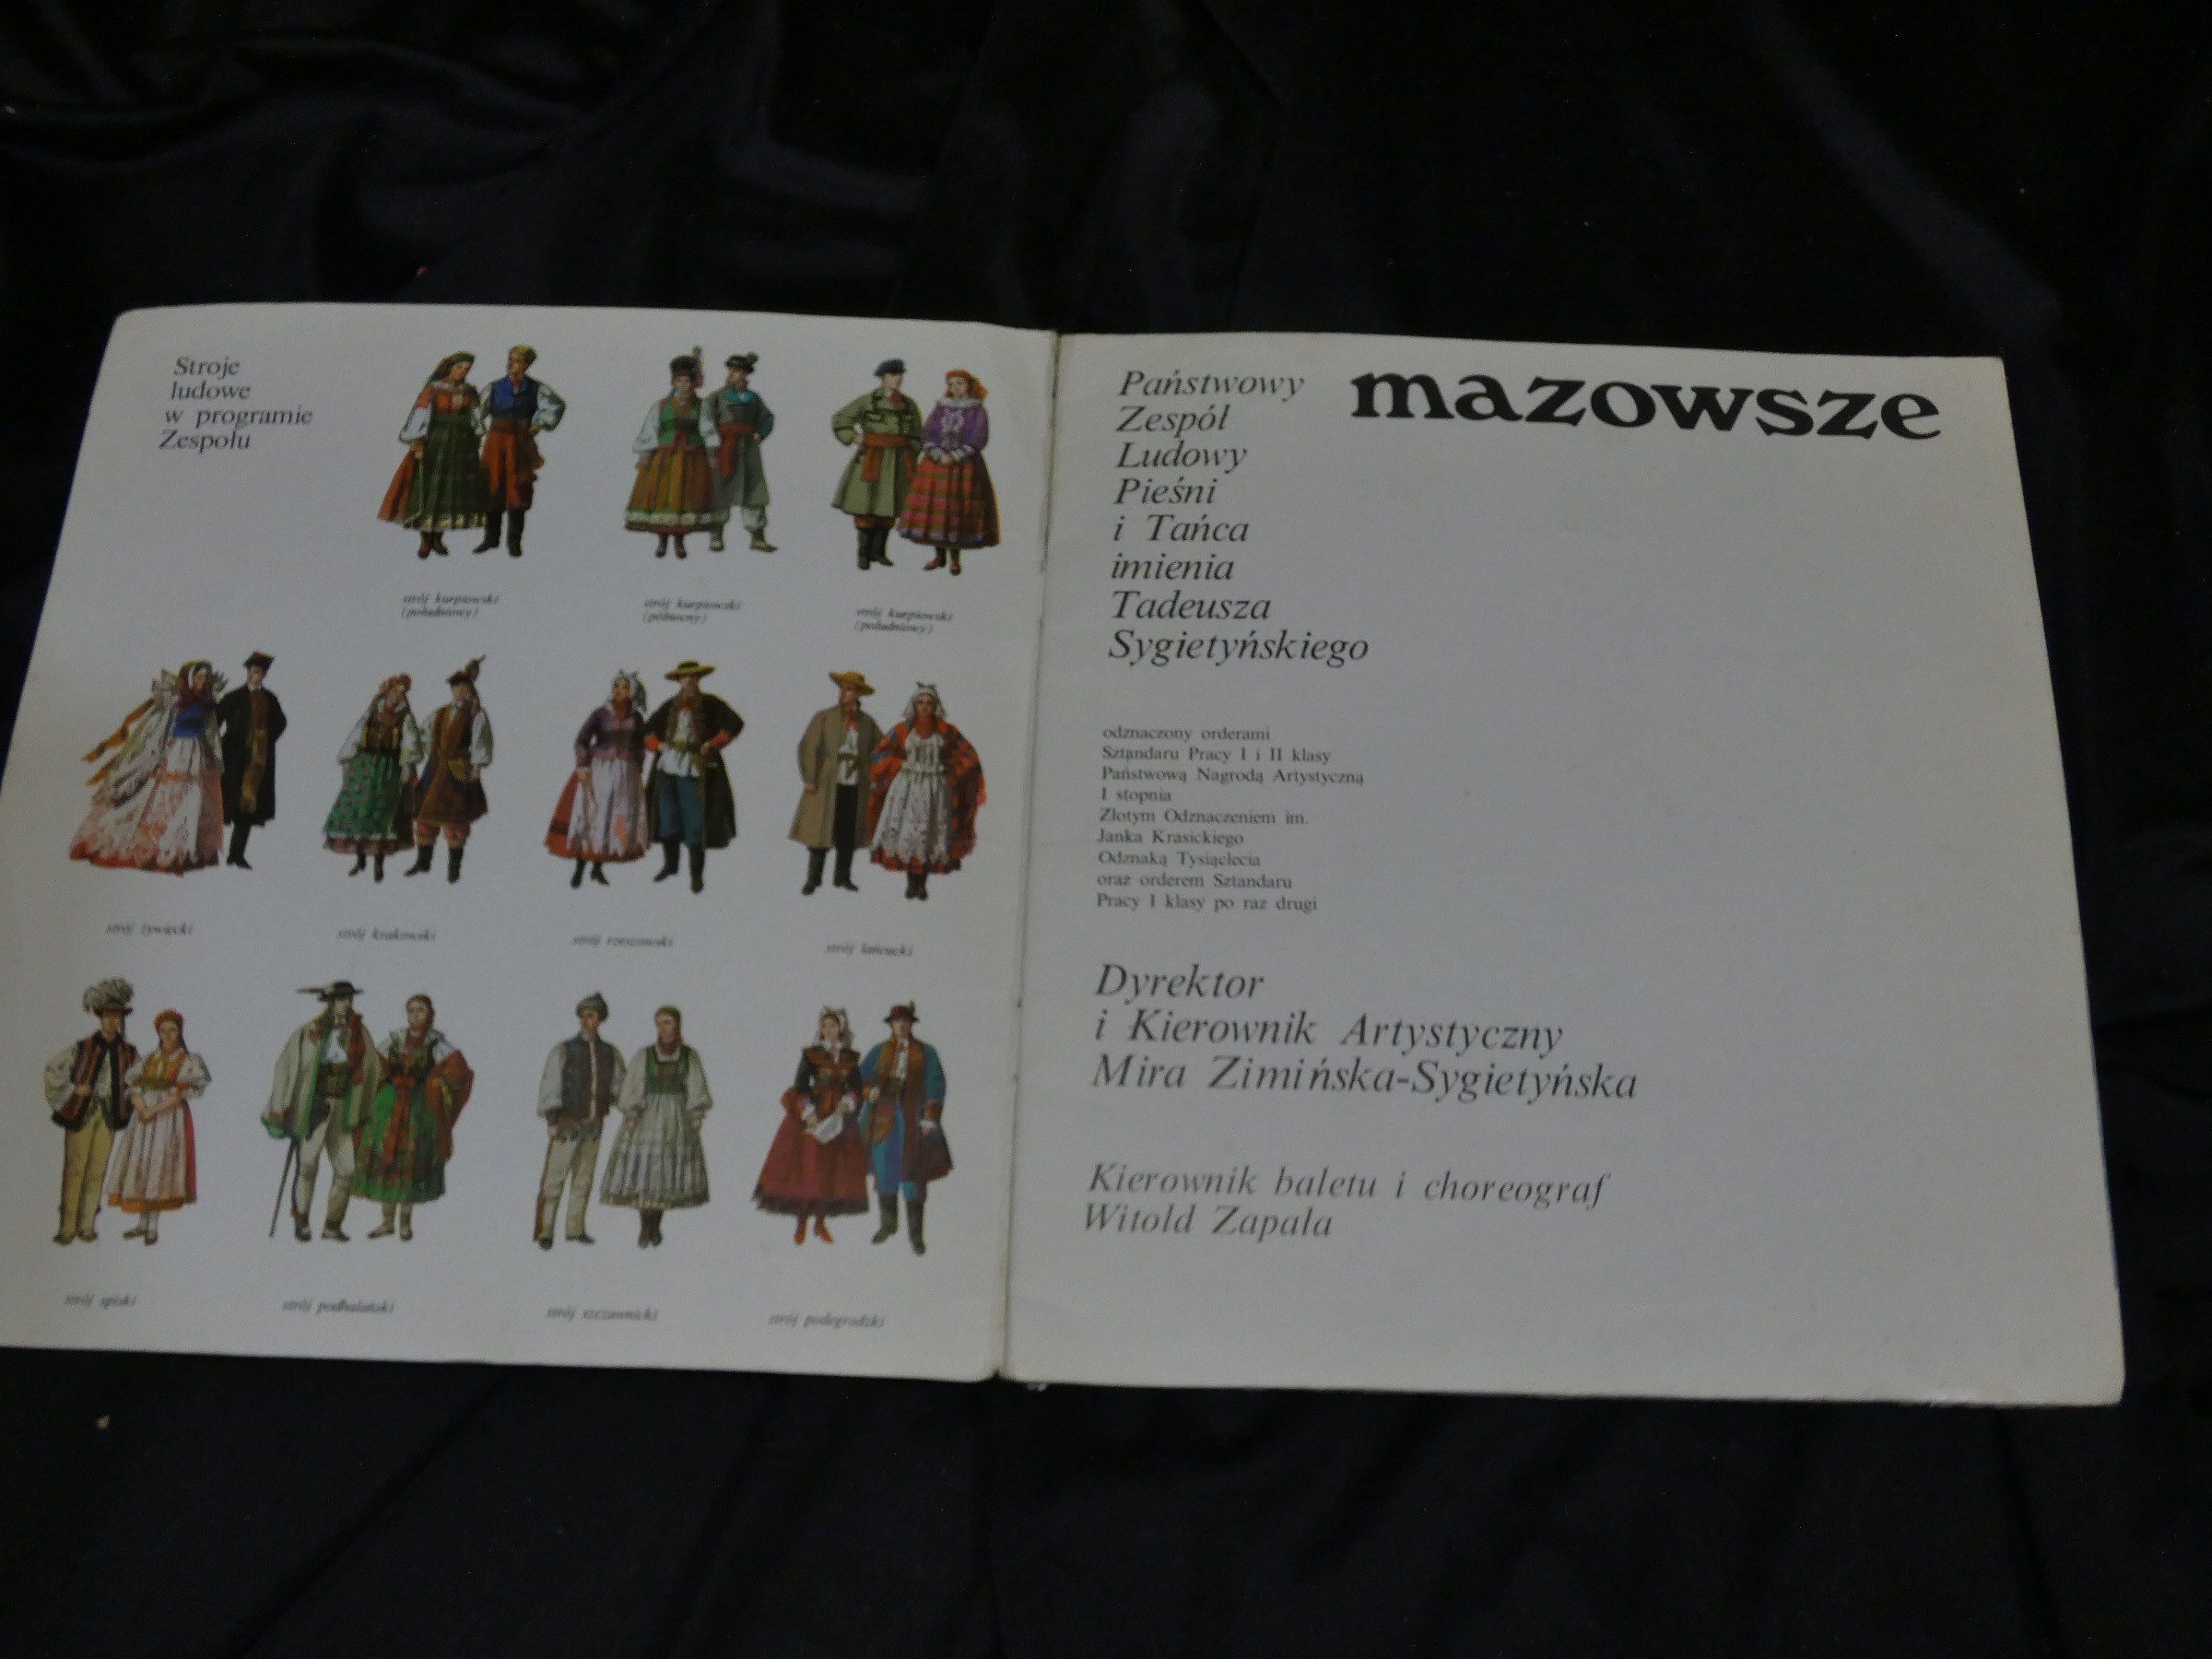 Stroje
ludowe
w programie
Zespołu
strój kurpiowski
(południowy)
strój kurpiowski
(północny)
strój kurpiowski
(południowy)
strój żywiecki
strój krakowski
strój rzeszowski
strój łańcucki
strój spiski
strój podhalański
strój szczawnicki
strój podegrodzki
mazowsze
Państwowy
Zespół
Ludowy
Pieśni
i Tańca
imienia
Tadeusza
Sygietyńskiego
odznaczony orderami
Sztandaru Pracy I i II klasy
Państwową Nagrodą Artystyczną
I stopnia
Złotym Odznaczeniem im.
Janka Krasickiego
Odznaką Tysiąclecia
oraz orderem Sztandaru
Pracy I klasy po raz drugi
Dyrektor
i Kierownik Artystyczny
Mira Zimińska-Sygietyńska
Kierownik baletu i choreograf
Witold Zapała